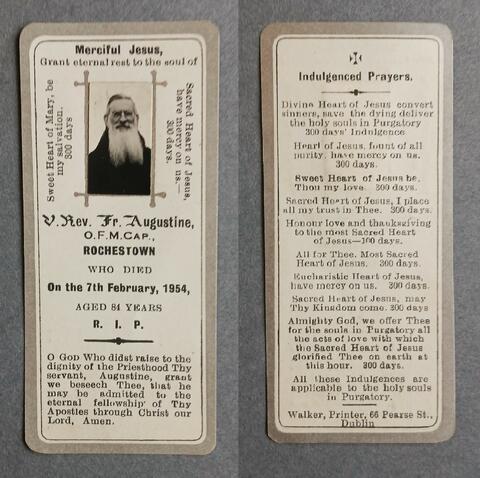 Merciful Jesus,
Grant eternal rest to the soul of
Sweet Heart of Mary, be
my salvation.
300 days
Sacred Heart of Jesus,
have mercy on us.—
300 days.
V. Rev. Fr. Augustine,
O.F.M.CAP.,
ROCHESTOWN
WHO DIED
On the 7th February, 1954,
AGED 84 YEARS
R. I. P.
O GOD Who didst raise to the
dignity of the Priesthood Thy
servant, Augustine, grant
we beseech Thee, that he
may be admitted to the
eternal fellowship of Thy
Apostles through Christ our
Lord, Amen.
Indulgenced Prayers.
Divine Heart of Jesus convert
sinners, save the dying deliver
the holy souls in Purgatory
300 days' Indulgence
Heart of Jesus, fount of all
purity, have mercy on us.
300 days.
Sweet Heart of Jesus be,
Thou my love. 300 days.
Sacred Heart of Jesus, I place
all my trust in Thee. 300 days.
Honour love and thanksgiving
to the most Sacred Heart
of Jesus—100 days.
All for Thee, Most Sacred
Heart of Jesus. 300 days.
Eucharistic Heart of Jesus,
have mercy on us. 300 days.
Sacred Heart of Jesus, may
Thy Kingdom come. 300 days
Almighty God, we offer Thee
for the souls in Purgatory all
the acts of love with which
the Sacred Heart of Jesus
glorified Thee on earth at
this hour. 300 days.
All these Indulgences are
applicable to the holy souls
in Purgatory.
Walker, Printer, 66 Pearse St.,
Dublin